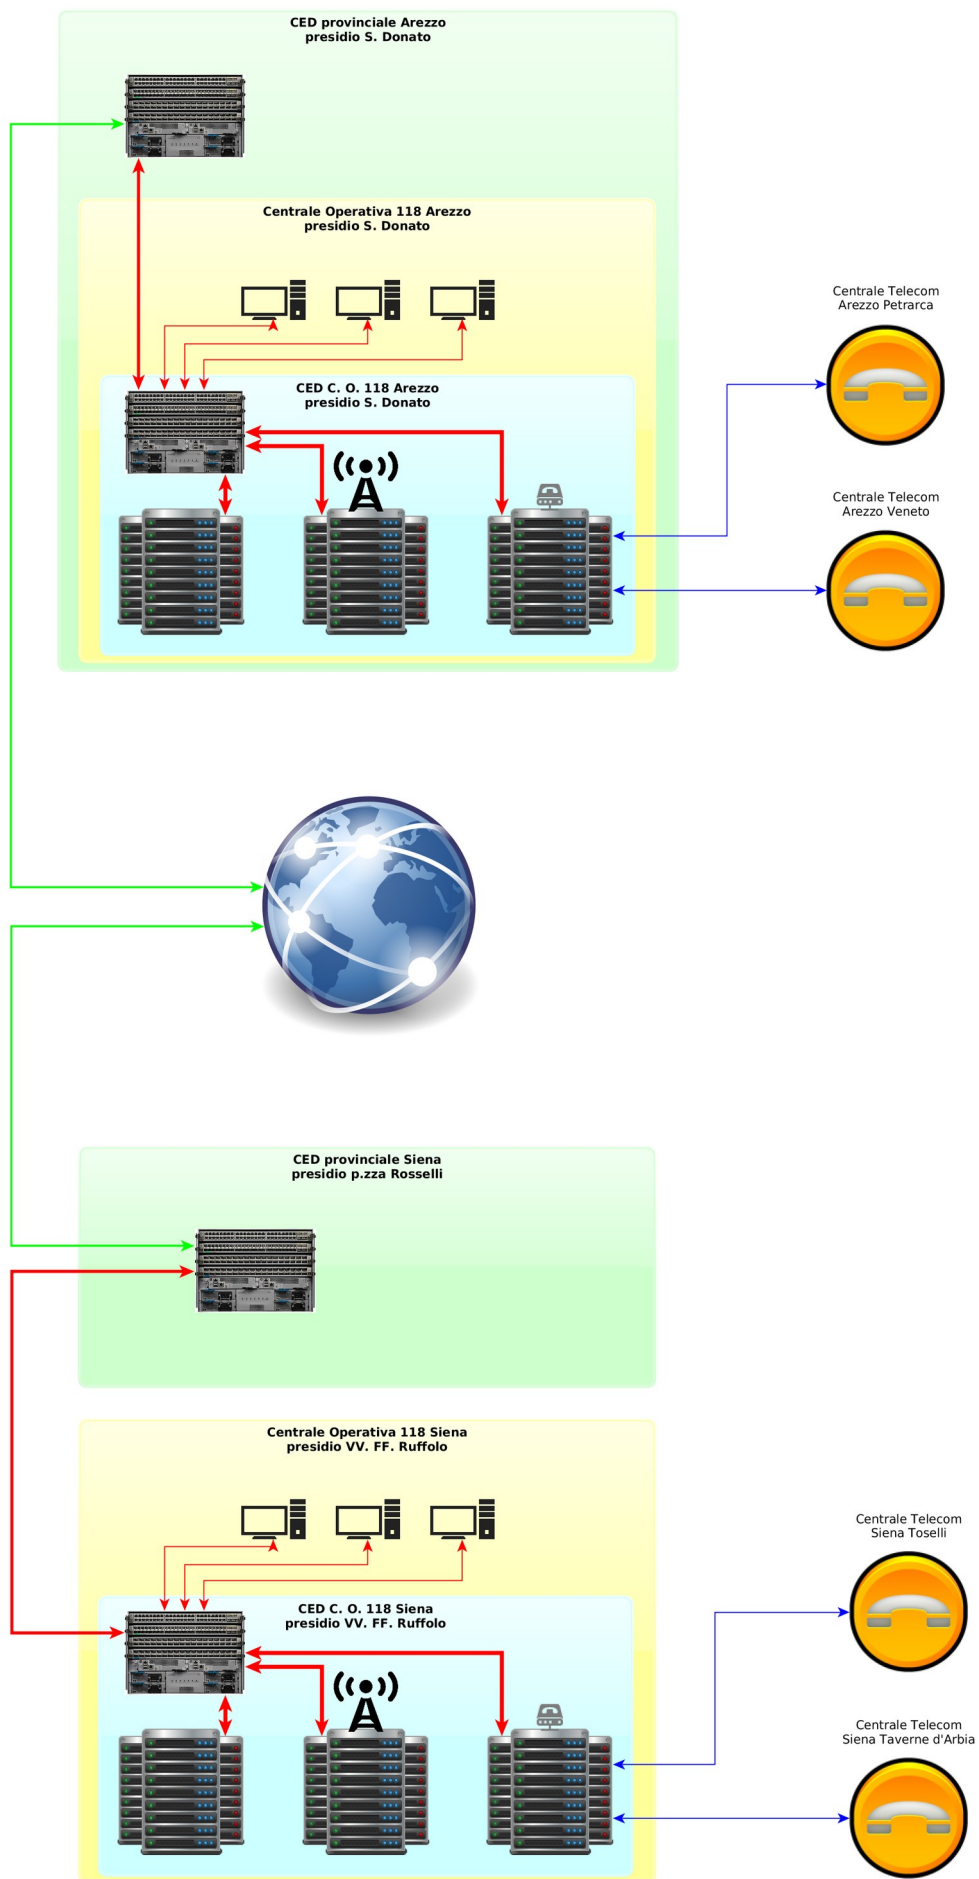 CED provinciale Arezzo
presidio S. Donato
Centrale Operativa 118 Arezzo
presidio S. Donato
Centrale Telecom
Arezzo Petrarca
CED C. O. 118 Arezzo
presidio S. Donato
Centrale Telecom
Arezzo Veneto
CED p.vinciale Siena
presidio p.zza Rosselli
Centrale Operativa 118 Siena
presidio VV. FF. Ruffolo
Centrale Telecom
Siena Toselli
CED C. O. 118 Siena
presidio VV. FF. Ruffolo
Centrale Telecom
Siena Taverne d'Arbia